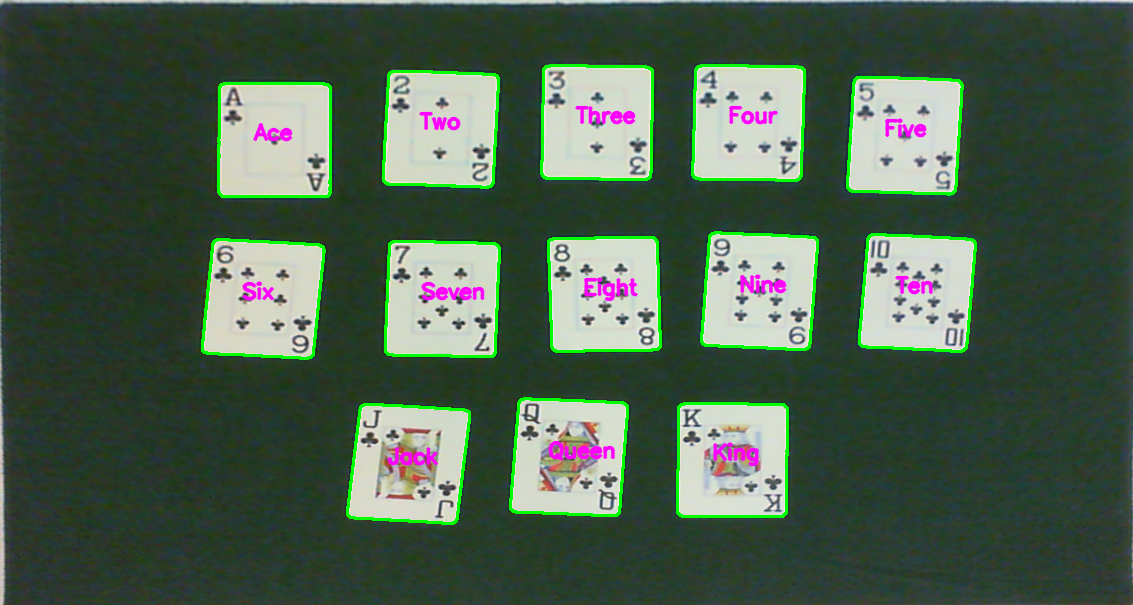 A 2 3 4 5
Ace Two Three Four Five
A 2 3 4 5
6 7 8 9 10
Six Seven Eight Nine Ten
6 7 8 9 10
J Q K
Jack Queen King
J Q K